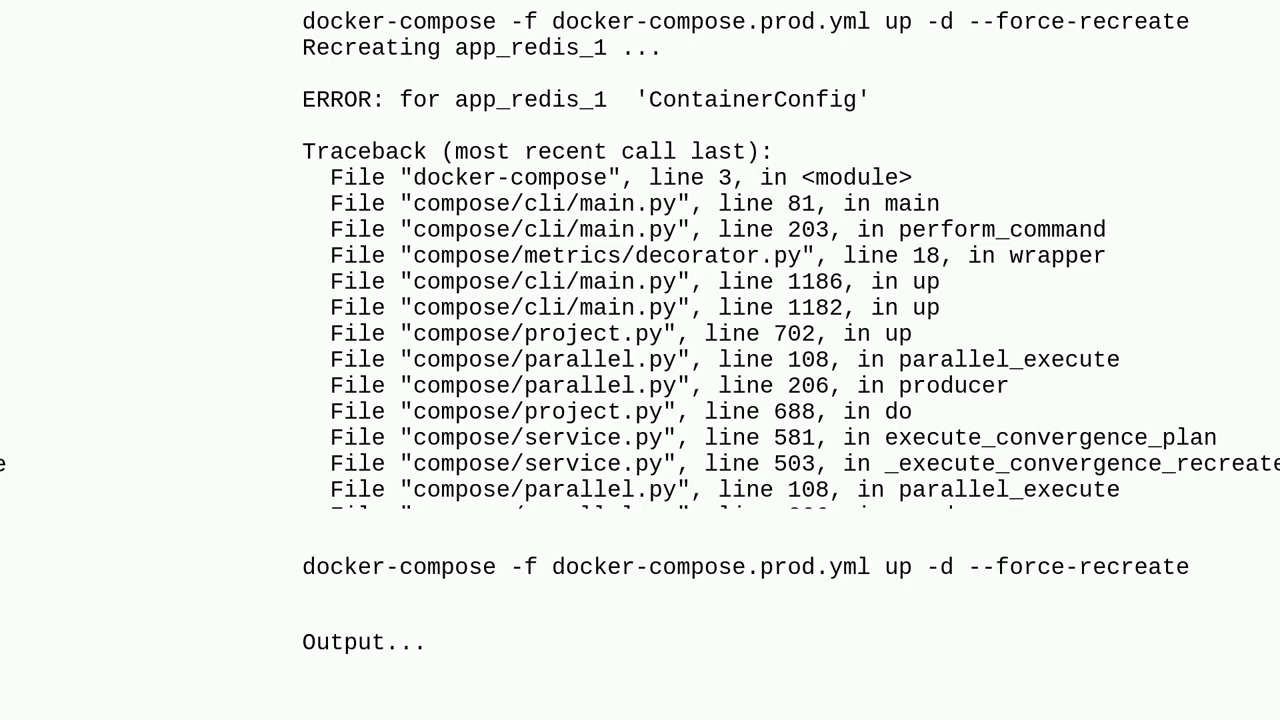 docker-compose -f docker-compose.prod.yml up -d --force-recreate
Recreating app_redis_1 ...
ERROR: for app_redis_1  'ContainerConfig'
Traceback (most recent call last):
  File "docker-compose", line 3, in <module>
  File "compose/cli/main.py", line 81, in main
  File "compose/cli/main.py", line 203, in perform_command
  File "compose/metrics/decorator.py", line 18, in wrapper
  File "compose/cli/main.py", line 1186, in up
  File "compose/cli/main.py", line 1182, in up
  File "compose/project.py", line 702, in up
  File "compose/parallel.py", line 108, in parallel_execute
  File "compose/parallel.py", line 206, in producer
  File "compose/project.py", line 688, in do
  File "compose/service.py", line 581, in execute_convergence_plan
e
  File "compose/service.py", line 503, in _execute_convergence_recreate
  File "compose/parallel.py", line 108, in parallel_execute
docker-compose -f docker-compose.prod.yml up -d --force-recreate
Output...